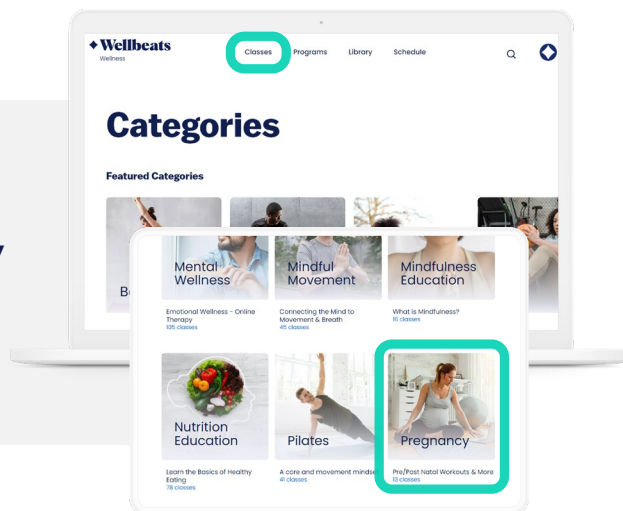 Wellbeats
Wellness
Classes Programs Library Schedule
Categories
Featured Categories
Mental
Wellness
Mindful
Movement
Mindfulness
Education
Emotional Wellness - Online
Therapy
105 classes
Connecting the Mind to
Movement & Breath
45 classes
What is Mindfulness?
16 classes
Nutrition
Education
Pilates
Pregnancy
Learn the Basics of Healthy
Eating
78 classes
A core and movement mindse
41 classes
Pre/Post Natal Workouts & More
13 classes